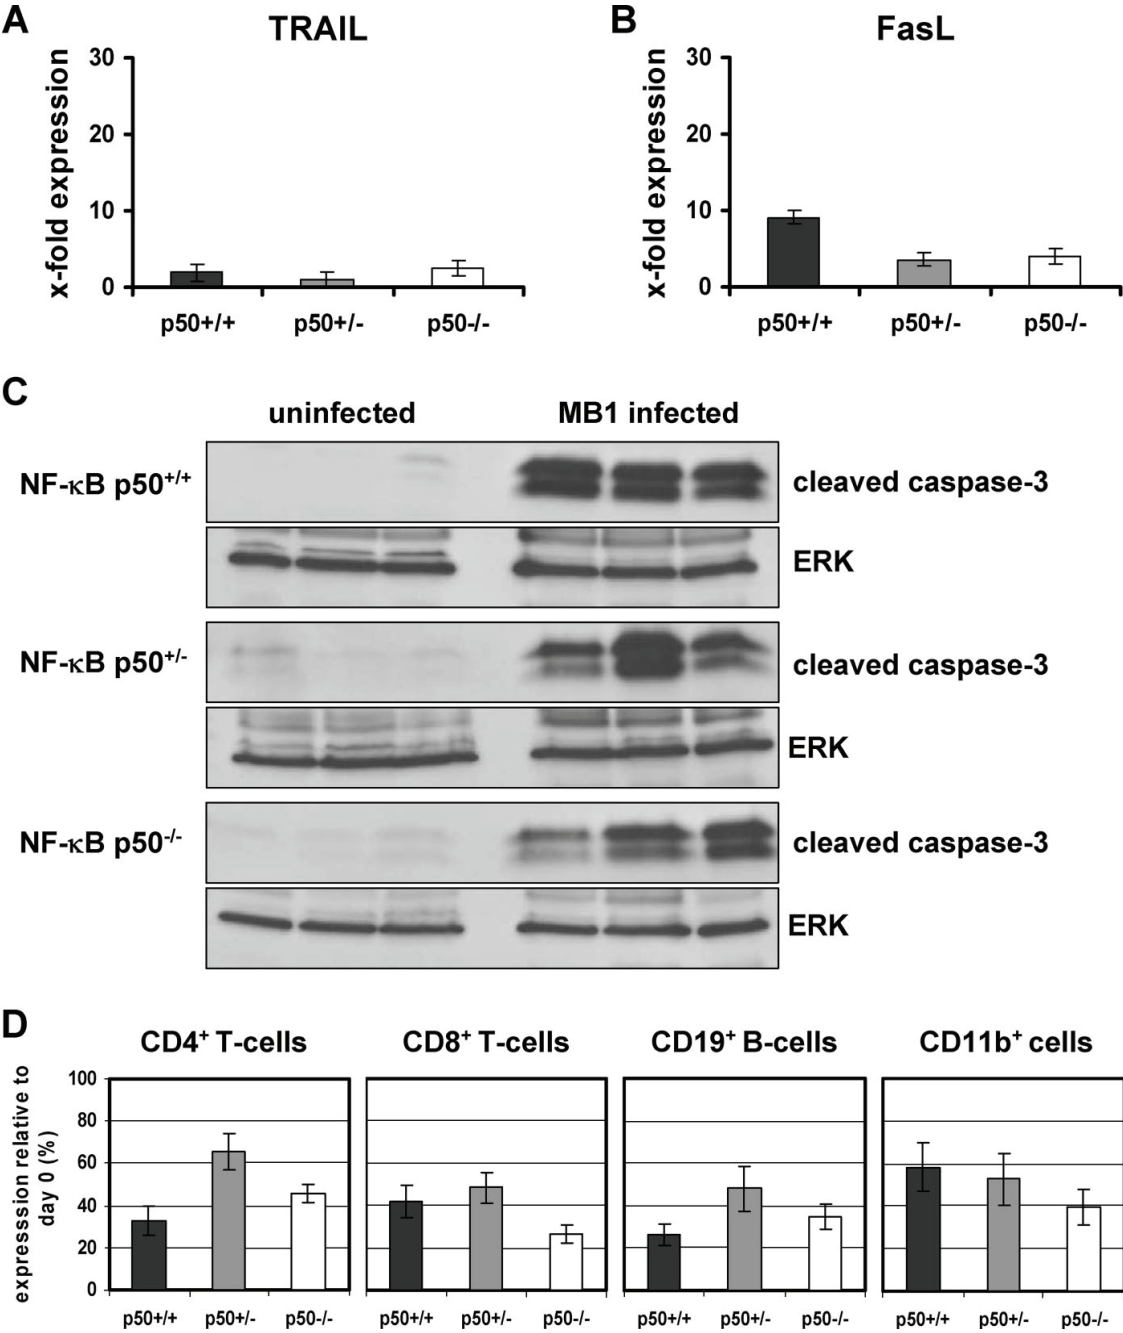 A
TRAIL
x-fold expression
30
20
10
0
p50+/+ p50+/- p50-/-
B
FasL
x-fold expression
30
20
10
0
p50+/+ p50+/- p50-/-
C
uninfected MB1 infected
NF-κB p50+/+ cleaved caspase-3
ERK
NF-κB p50+/- cleaved caspase-3
ERK
NF-κB p50-/- cleaved caspase-3
ERK
D
CD4+ T-cells CD8+ T-cells CD19+ B-cells CD11b+ cells
expresssion relative to
day 0 (%)
100
80
60
40
20
0
p50+/+ p50+/- p50-/- p50+/+ p50+/- p50-/- p50+/+ p50+/- p50-/- p50+/+ p50+/- p50-/-